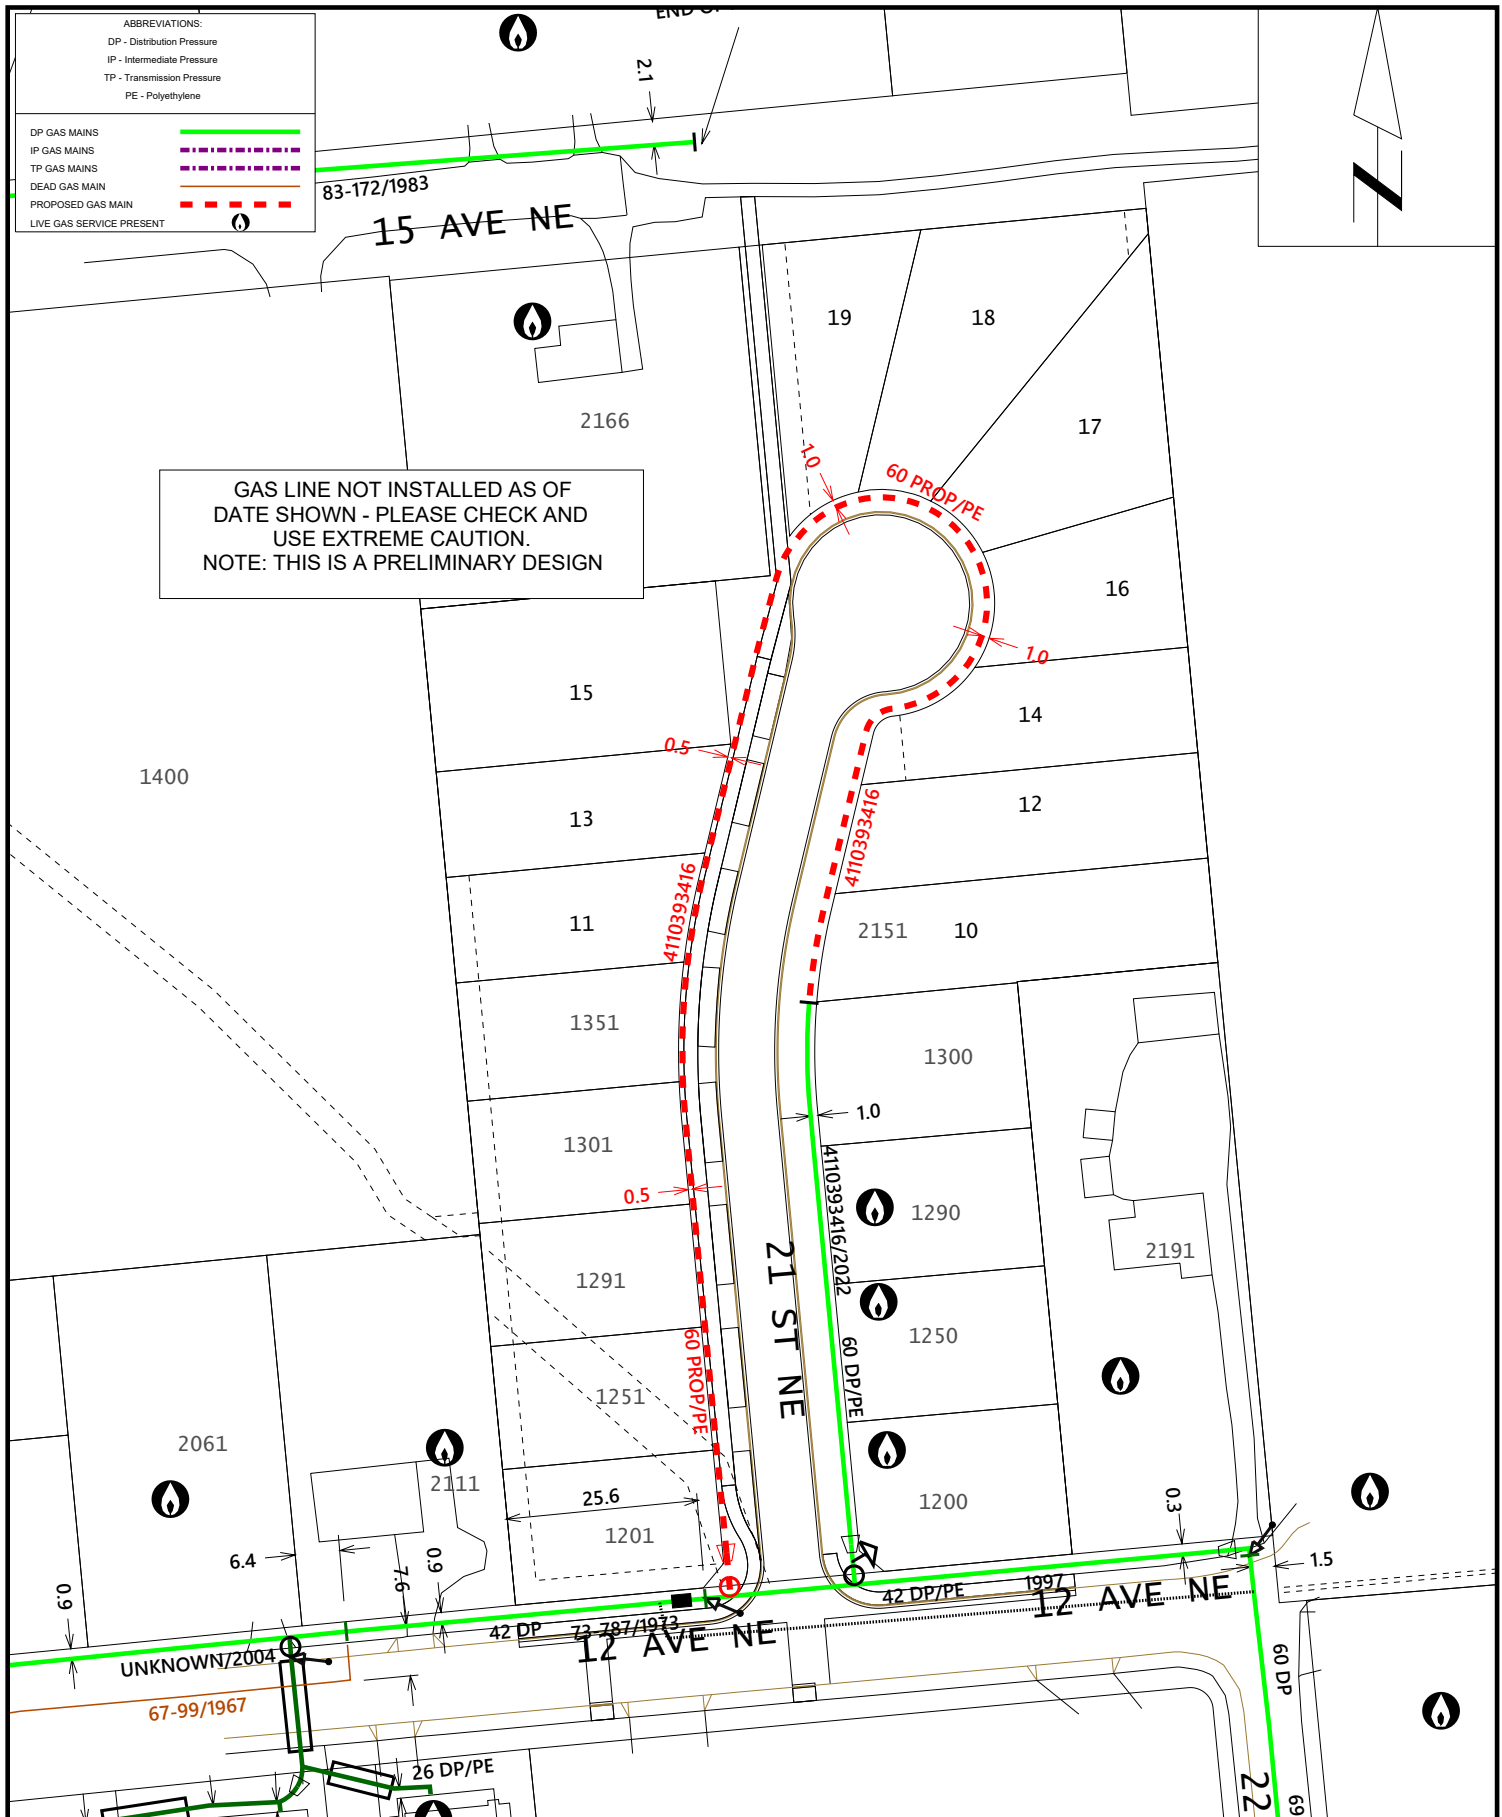 ABBREVIATIONS:
DP - Distribution Pressure
IP - Intermediate Pressure
TP - Transmission Pressure
PE - Polyethylene
DP GAS MAINS
IP GAS MAINS
TP GAS MAINS
DEAD GAS MAIN
PROPOSED GAS MAIN
LIVE GAS SERVICE PRESENT
2.1
83-172/1983
15 AVE NE
N
19
18
17
2166
GAS LINE NOT INSTALLED AS OF
DATE SHOWN - PLEASE CHECK AND
USE EXTREME CAUTION.
NOTE: THIS IS A PRELIMINARY DESIGN
1.0
60 PROP/PE
16
1.0
15
14
0.5
1400
13
12
4110393416
4110393416
11
2151
10
1351
1300
1.0
1301
0.5
4110393416/2022
1290
2191
21 ST NE
1291
1250
60 PROP/PE
60 DP/PE
1251
2061
2111
25.6
1200
0.3
1201
6.4
7.6
0.9
0.9
1.5
42 DP/PE
1997
12 AVE NE
42 DP
73-787/1973
12 AVE NE
UNKNOWN/2004
67-99/1967
60 DP
26 DP/PE
22
69